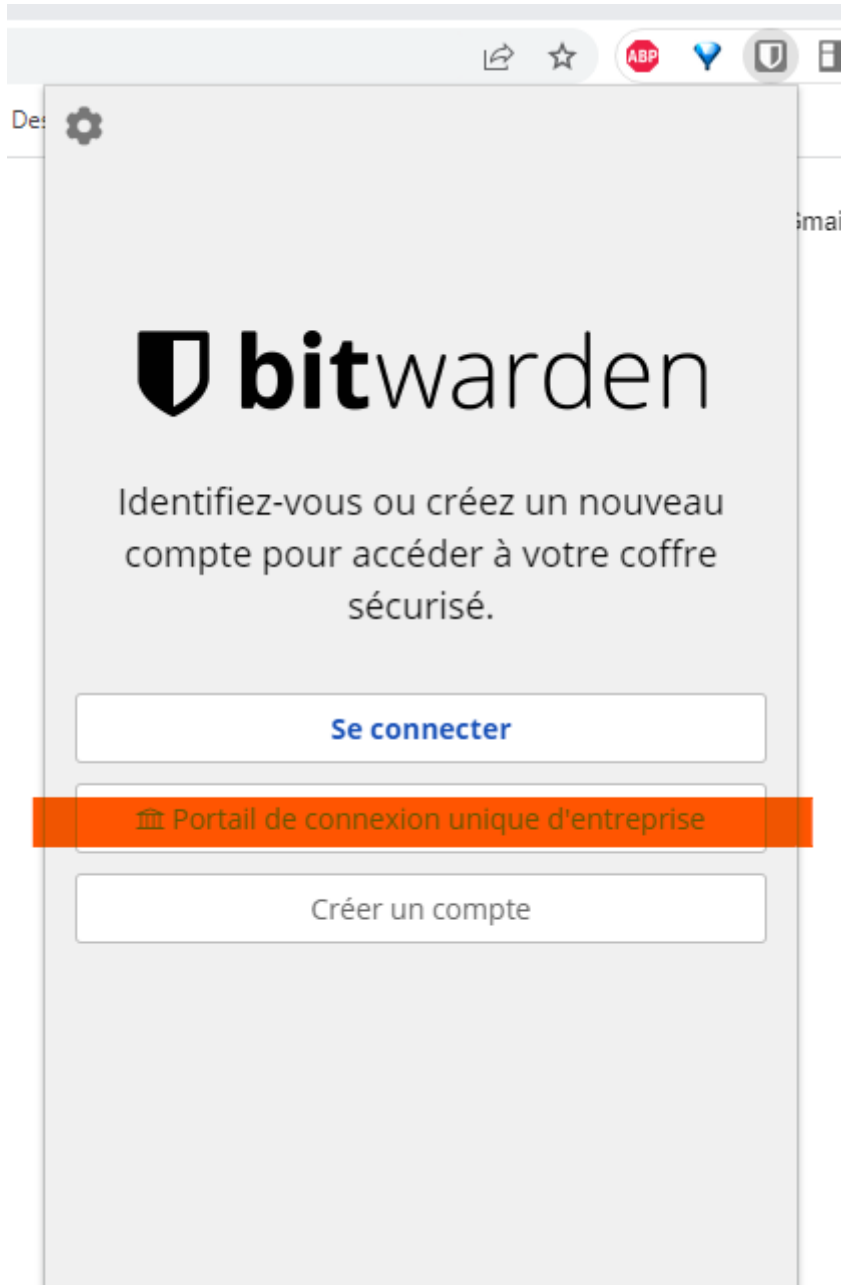 ABP
bitwarden
Identifiez-vous ou créez un nouveau
compte pour accéder à votre coffre
sécurisé.
Se connecter
Portail de connexion unique d'entreprise
Créer un compte